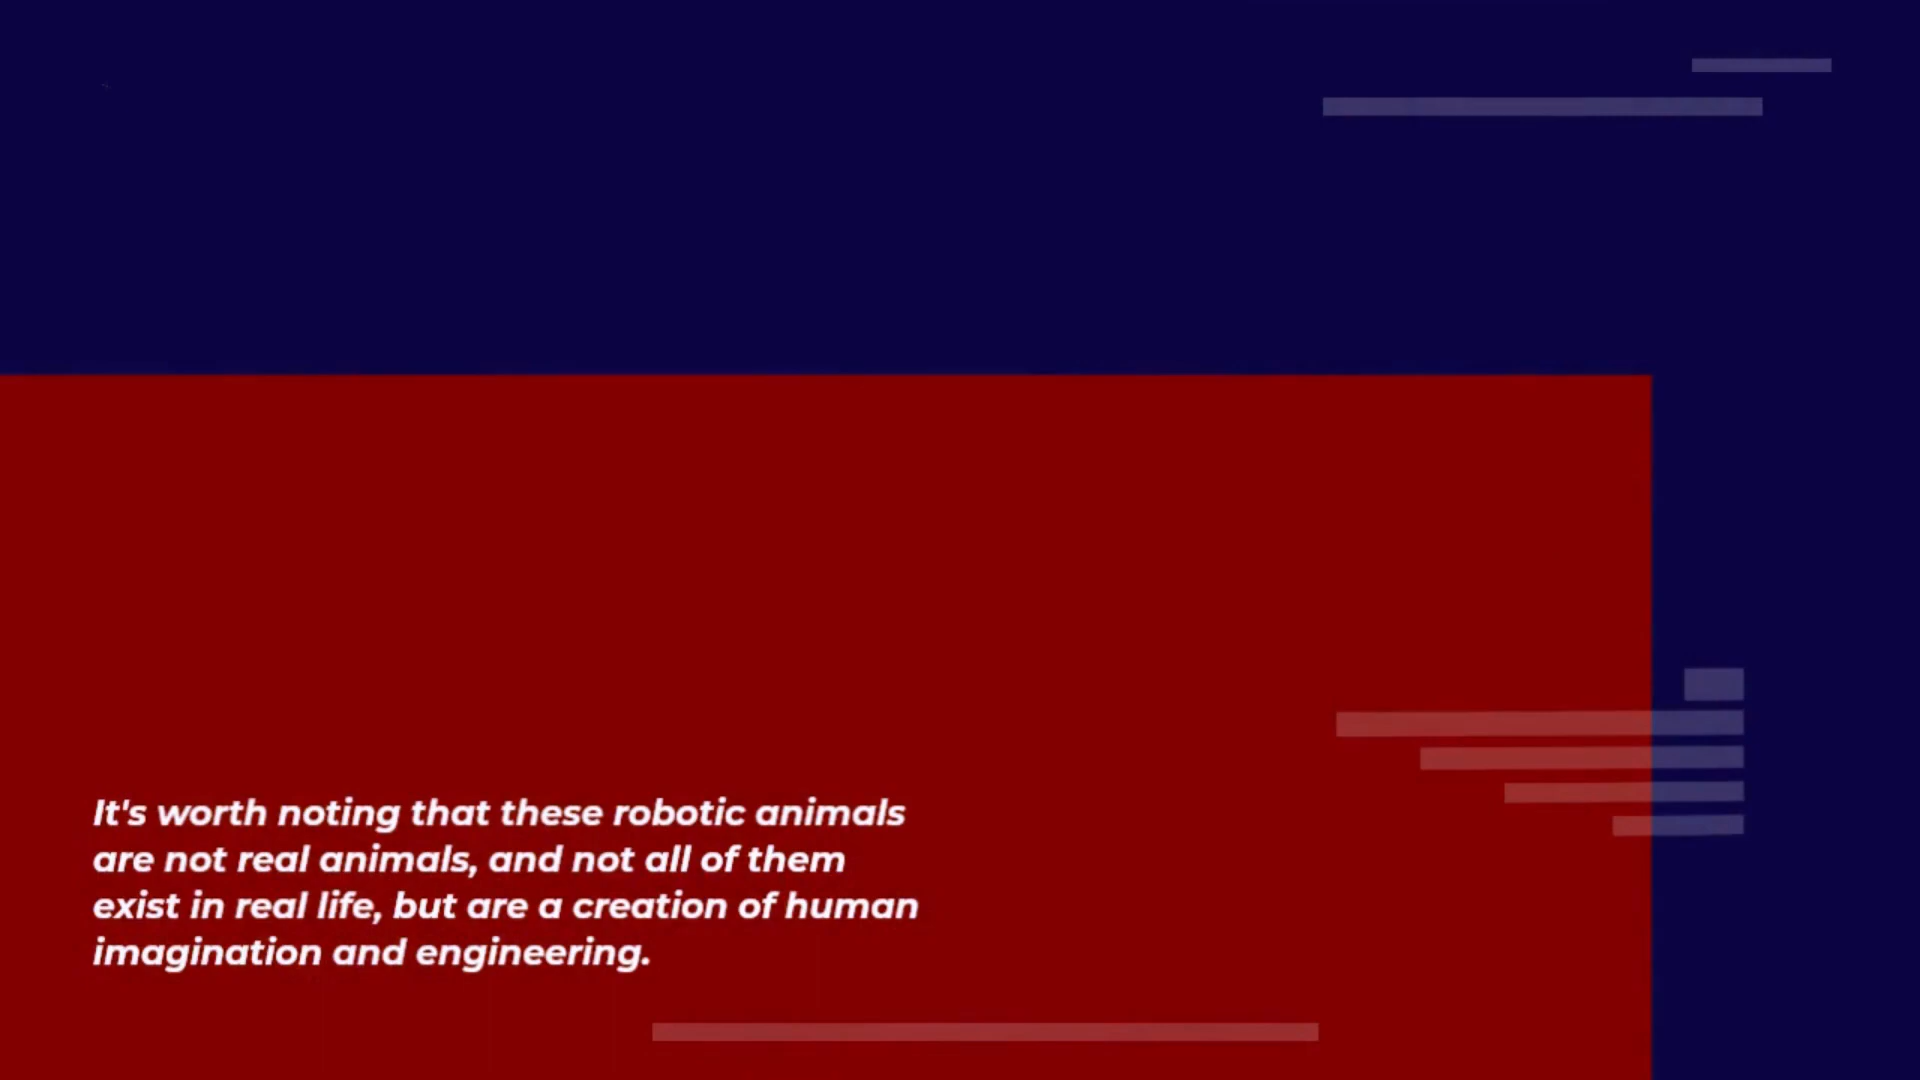 It's worth noting that these robotic animals
are not real animals, and not all of them
exist in real life, but are a creation of human
imagination and engineering.